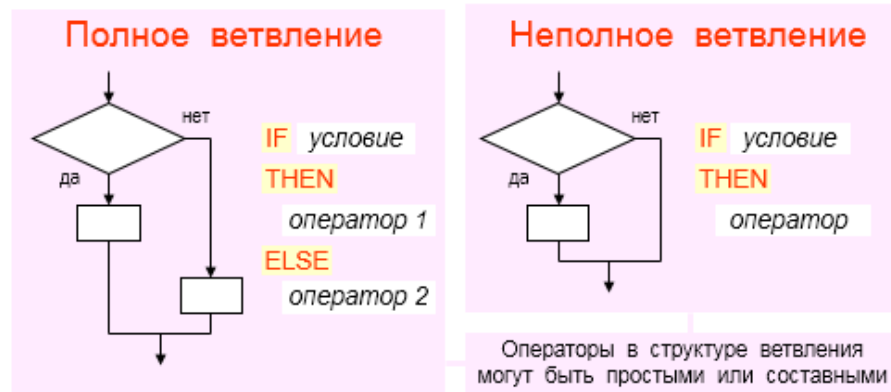 Полное ветвление
нет
да
IF условие
THEN
оператор 1
ELSE
оператор 2
Неполное ветвление
нет
да
IF условие
THEN
оператор
Операторы в структуре ветвления
могут быть простыми или составными